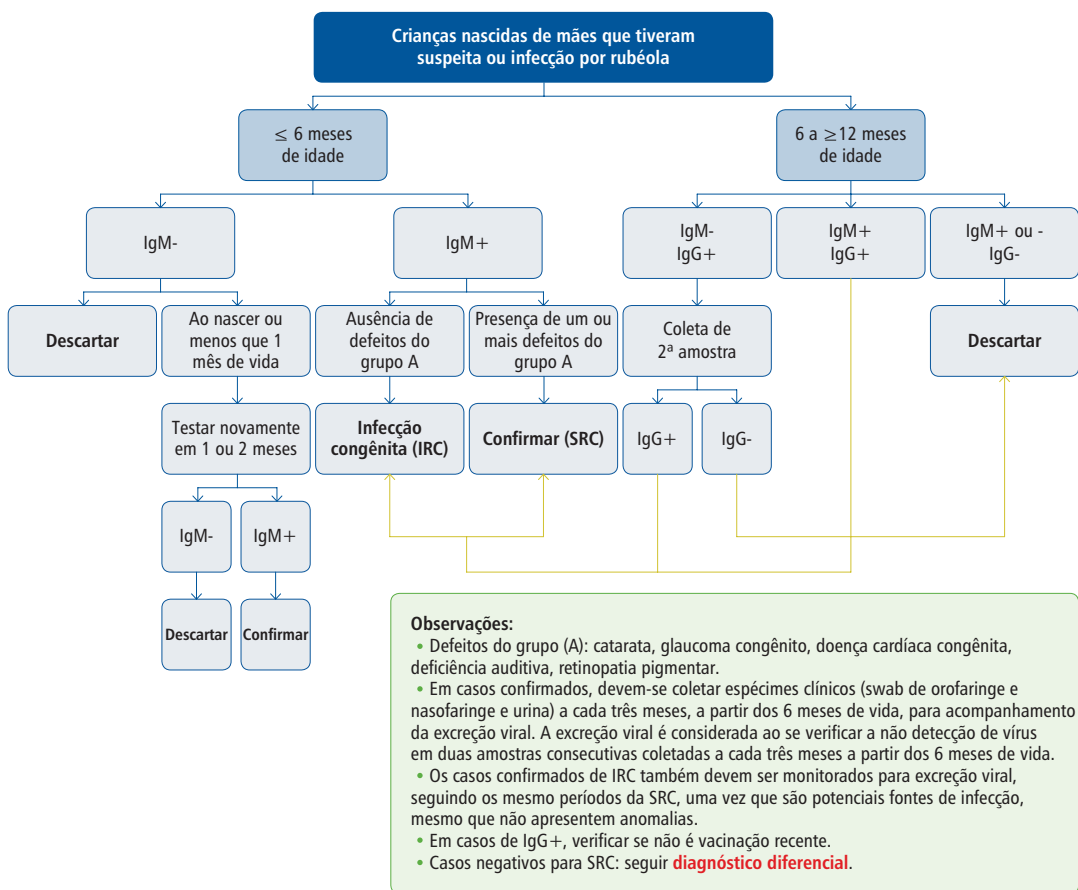 Crianças nascidas de mães que tiveram
suspeita ou infecção por rubéola
≤ 6 meses
de idade
6 a ≥12 meses
de idade
IgM-
IgM+
IgM-
IgG+
IgM+
IgG+
IgM+ ou -
IgG-
Descartar
Ao nascer ou
menos que 1
mês de vida
Ausência de
defeitos do
grupo A
Presença de um ou
mais defeitos do
grupo A
Coleta de
2ª amostra
Descartar
Testar novamente
em 1 ou 2 meses
Infecção
congênita (IRC)
Confirmar (SRC)
IgG+
IgG-
IgM-
IgM+
Descartar
Confirmar
Observações:
• Defeitos do grupo (A): catarata, glaucoma congênito, doença cardíaca congênita,
deficiência auditiva, retinopatia pigmentar.
• Em casos confirmados, devem-se coletar espécimes clínicos (swab de orofaringe e
nasofaringe e urina) a cada três meses, a partir dos 6 meses de vida, para acompanhamento
da excreção viral. A excreção viral é considerada ao se verificar a não detecção de vírus
em duas amostras consecutivas coletadas a cada três meses a partir dos 6 meses de vida.
• Os casos confirmados de IRC também devem ser monitorados para excreção viral,
seguindo os mesmo períodos da SRC, uma vez que são potenciais fontes de infecção,
mesmo que não apresentem anomalias.
• Em casos de IgG+, verificar se não é vacinação recente.
• Casos negativos para SRC: seguir diagnóstico diferencial.